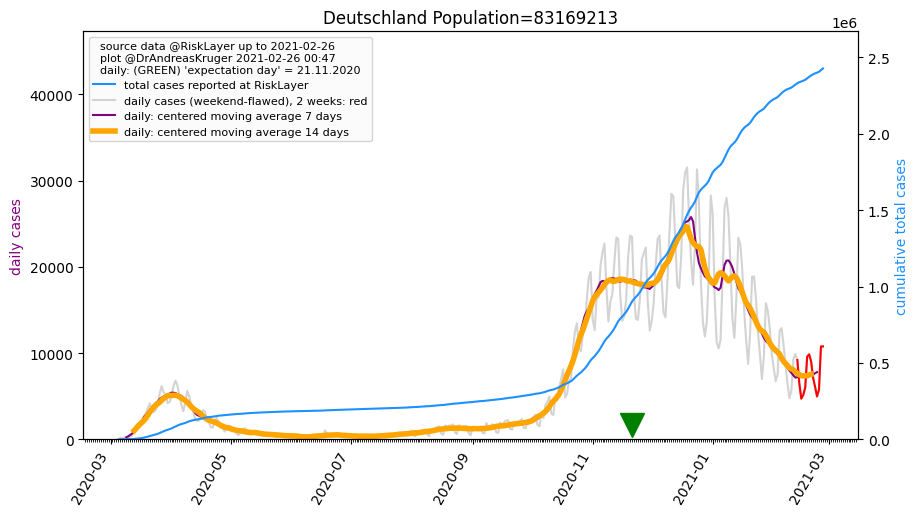 Deutschland Population=83169213
1e6
source data @RiskLayer up to 2021-02-26
plot @DrAndreasKruger 2021-02-26 00:47
daily: (GREEN) 'expectation day' = 21.11.2020
total cases reported at RiskLayer
daily cases (weekend-flawed), 2 weeks: red
daily: centered moving average 7 days
daily: centered moving average 14 days
daily cases
40000
30000
20000
10000
0
2.5
2.0
1.5
1.0
0.5
0.0
cumulative total cases
2020-03
2020-05
2020-07
2020-09
2020-11
2021-01
2021-03